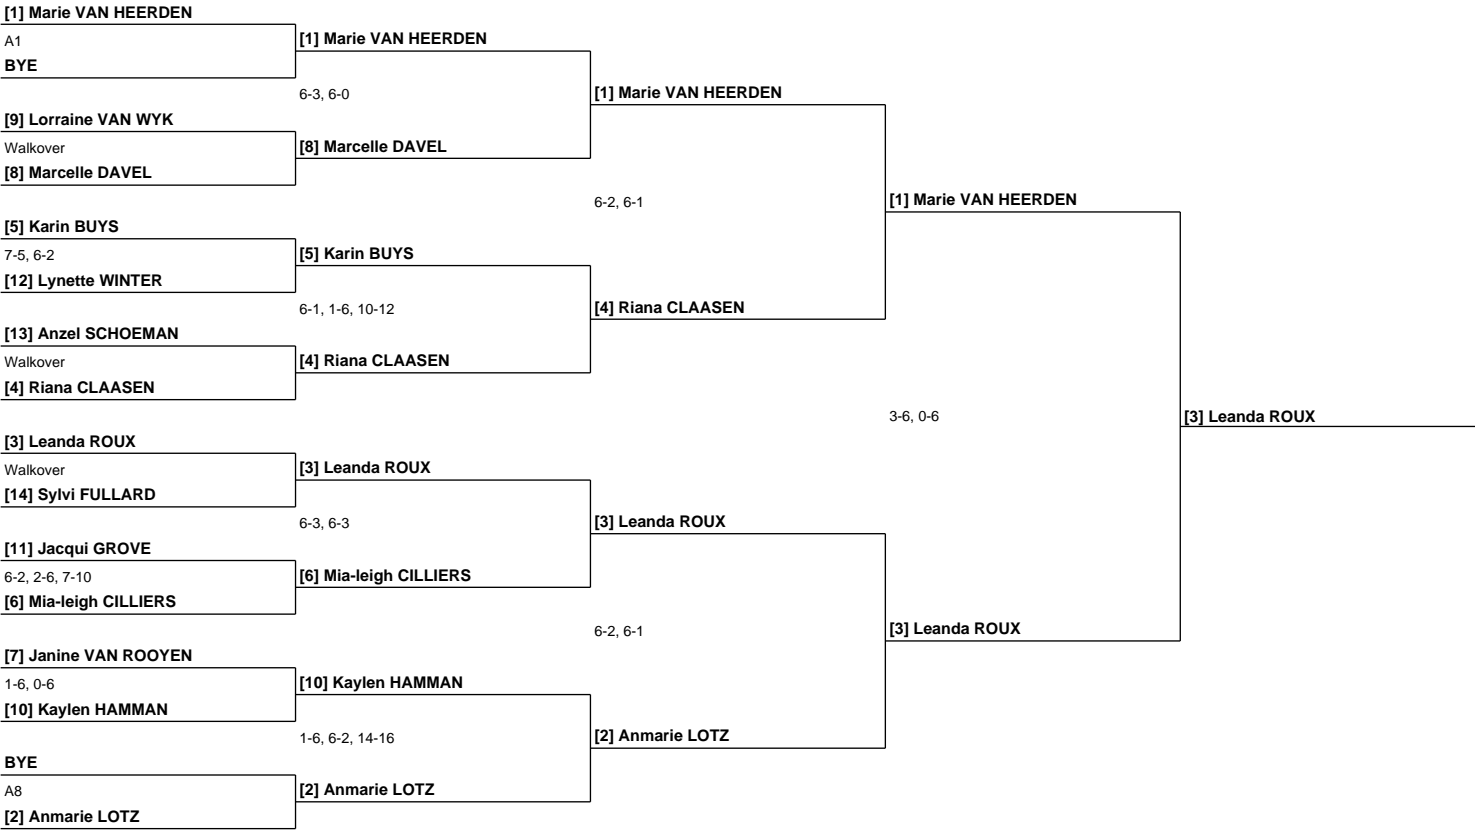 [1] Marie VAN HEERDEN
A1
BYE
[9] Lorraine VAN WYK
Walkover
[8] Marcelle DAVEL
[5] Karin BUYS
7-5, 6-2
[12] Lynette WINTER
[13] Anzel SCHOEMAN
Walkover
[4] Riana CLAASEN
[3] Leanda ROUX
Walkover
[14] Sylvi FULLARD
[11] Jacqui GROVE
6-2, 2-6, 7-10
[6] Mia-leigh CILLIERS
[7] Janine VAN ROOYEN
1-6, 0-6
[10] Kaylen HAMMAN
BYE
A8
[2] Anmarie LOTZ
[1] Marie VAN HEERDEN
6-3, 6-0
[8] Marcelle DAVEL
[5] Karin BUYS
6-1, 1-6, 10-12
[4] Riana CLAASEN
[3] Leanda ROUX
6-3, 6-3
[6] Mia-leigh CILLIERS
[10] Kaylen HAMMAN
1-6, 6-2, 14-16
[2] Anmarie LOTZ
[1] Marie VAN HEERDEN
6-2, 6-1
[4] Riana CLAASEN
[3] Leanda ROUX
6-2, 6-1
[2] Anmarie LOTZ
[1] Marie VAN HEERDEN
3-6, 0-6
[3] Leanda ROUX
[3] Leanda ROUX